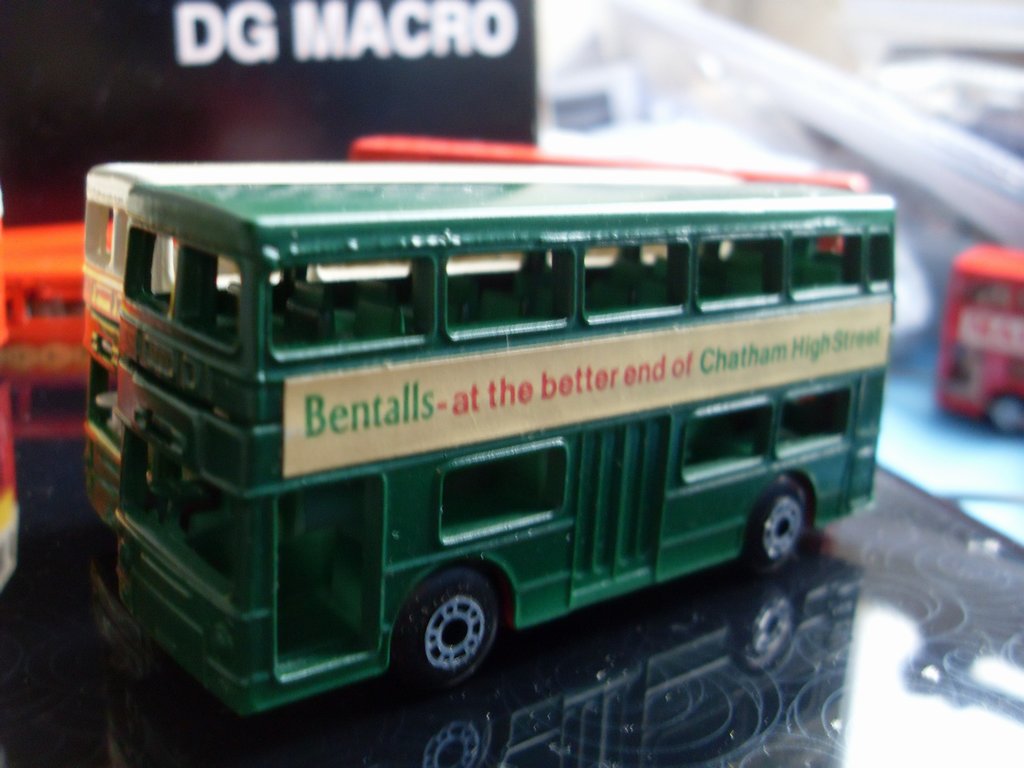 DG MACRO
Bentalls-at the better end of Chatham High Street